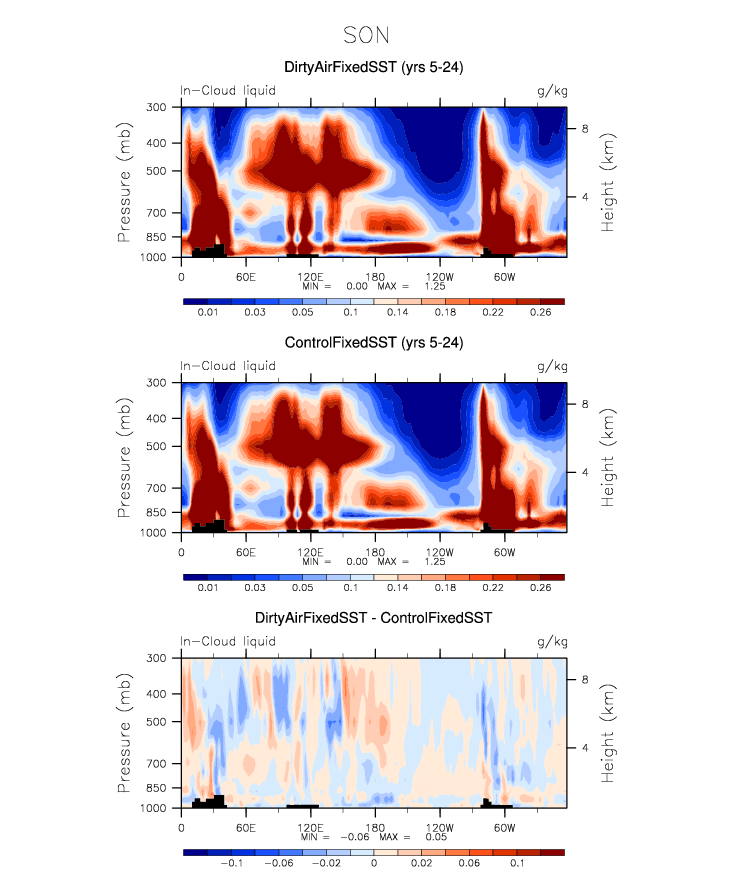 SON
DirtyAirFixedSST (yrs 5-24)
In-Cloud liquid g/kg
300
400
500
700
850
1000
Pressure (mb)
8
4
Height (km)
0 60E 120E 180 120W 60W
MIN = 0.00 MAX = 1.25
0.01 0.03 0.05 0.1 0.14 0.18 0.22 0.26
ControlFixedSST (yrs 5-24)
In-Cloud liquid g/kg
300
400
500
700
850
1000
Pressure (mb)
8
4
Height (km)
0 60E 120E 180 120W 60W
MIN = 0.00 MAX = 1.25
0.01 0.03 0.05 0.1 0.14 0.18 0.22 0.26
DirtyAirFixedSST - ControlFixedSST
In-Cloud liquid g/kg
300
400
500
700
850
1000
Pressure (mb)
8
4
Height (km)
0 60E 120E 180 120W 60W
MIN = -0.06 MAX = 0.05
-0.1 -0.06 -0.02 0 0.02 0.06 0.1